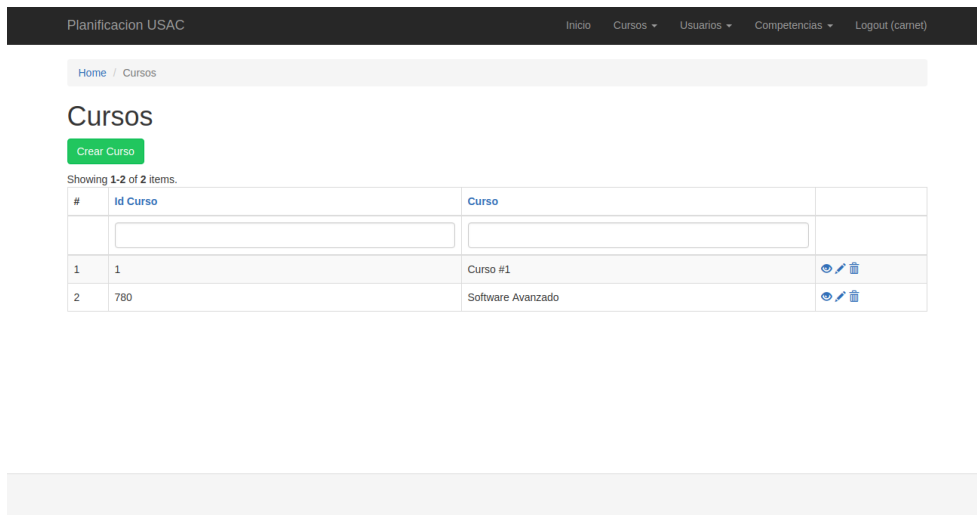 Planificacion USAC Inicio Cursos Usuarios Competencias Logout (carnet)
Home / Cursos
Cursos
Crear Curso
Showing 1-2 of 2 items.
# Id Curso Curso
1 1 Curso #1
2 780 Software Avanzado